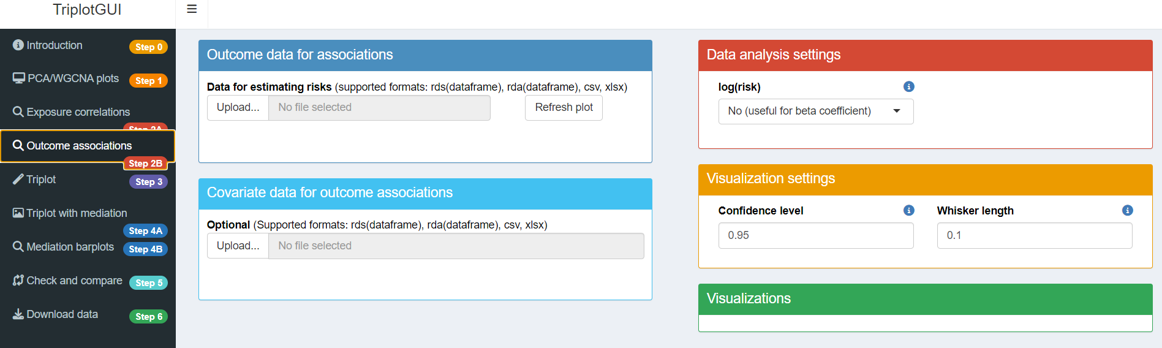 TriplotGUI
Introduction
Step 0
PCA/WGCNA plots
Step 1
Exposure correlations
Step 2A
Outcome associations
Step 2B
Triplot
Step 3
Triplot with mediation
Step 4A
Mediation barplots
Step 4B
Check and compare
Step 5
Download data
Step 6
Outcome data for associations
Data for estimating risks (supported formats: rds(dataframe), rda(dataframe), csv, xlsx)
Upload... No file selected
Refresh plot
Covariate data for outcome associations
Optional (Supported formats: rds(dataframe), rda(dataframe), csv, xlsx)
Upload... No file selected
Data analysis settings
log(risk)
No (useful for beta coefficient)
Visualization settings
Confidence level
Whisker length
0.95
0.1
Visualizations